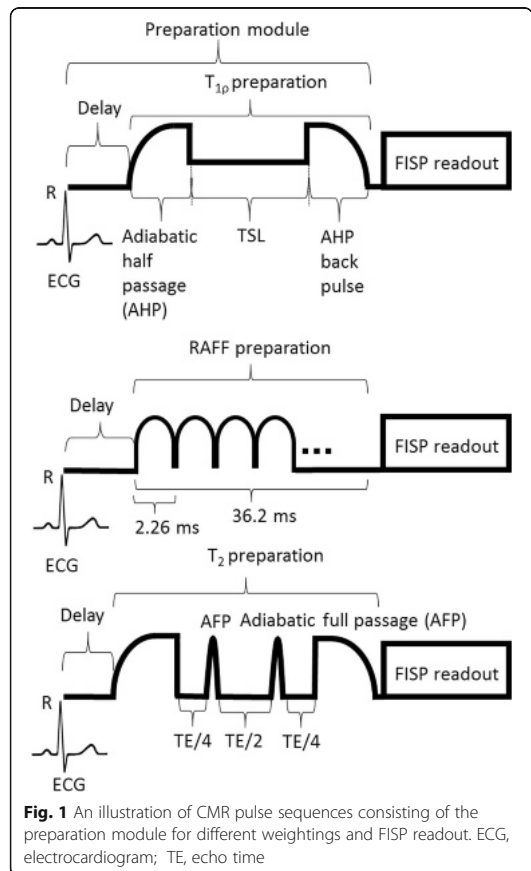 Preparation module
T1ρ preparation
Delay
FISP readout
R
Adiabatic
half
passage
(AHP)
TSL
AHP
back
pulse
ECG
RAFF preparation
Delay
...
FISP readout
R
2.26 ms
36.2 ms
ECG
T2 preparation
Delay
AFP Adiabatic full passage (AFP)
FISP readout
R
TE/4 TE/2 TE/4
ECG
Fig. 1 An illustration of CMR pulse sequences consisting of the
preparation module for different weightings and FISP readout. ECG,
electrocardiogram; TE, echo time